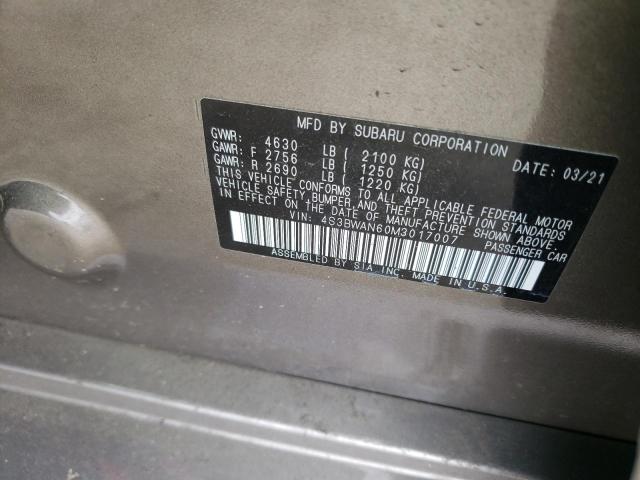 MFD BY SUBARU CORPORATION
GVWR: 4630 LB ( 2100 KG) DATE: 03/21
GAWR: F 2756 LB ( 1250 KG)
GAWR: R 2690 LB ( 1220 KG)
THIS VEHICLE CONFORMS TO ALL APPLICABLE FEDERAL MOTOR
VEHICLE SAFETY, BUMPER, AND THEFT PREVENTION STANDARDS
IN EFFECT ON THE DATE OF MANUFACTURE SHOWN ABOVE.
VIN: 4S3BWAN60M3017007 PASSENGER CAR
ASSEMBLED BY SIA INC. MADE IN U.S.A.